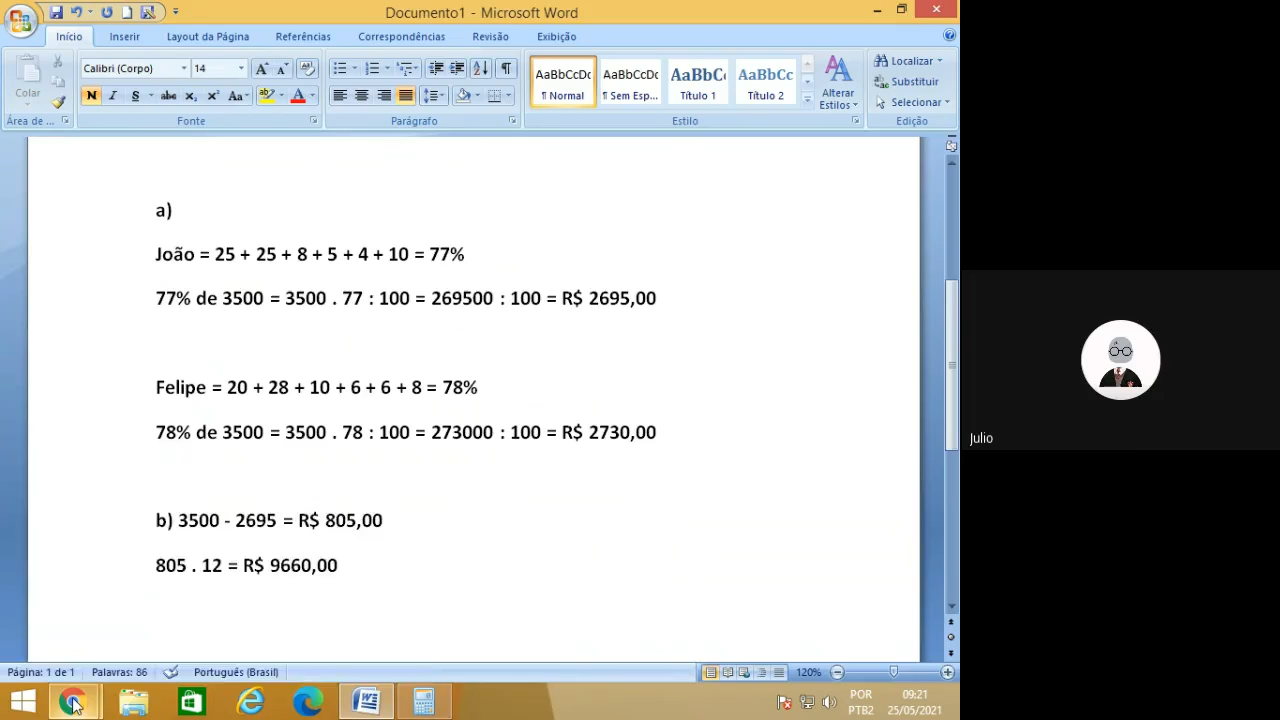 Documento1 - Microsoft Word
Início Inserir Layout da Página Referências Correspondências Revisão Exibição
Colar
Calibri (Corpo) 14
N I S abc x₂ x² Aa
AaBbCcDc AaBbCcDc AaBbCc AaBbCc
¶ Normal ¶ Sem Esp... Título 1 Título 2
Alterar Estilos
Localizar
Substituir
Selecionar
Área de ... Fonte Parágrafo Estilo Edição
a)
João = 25 + 25 + 8 + 5 + 4 + 10 = 77%
77% de 3500 = 3500 . 77 : 100 = 269500 : 100 = R$ 2695,00
Felipe = 20 + 28 + 10 + 6 + 6 + 8 = 78%
78% de 3500 = 3500 . 78 : 100 = 273000 : 100 = R$ 2730,00
b) 3500 - 2695 = R$ 805,00
805 . 12 = R$ 9660,00
Julio
Página: 1 de 1 Palavras: 86 Português (Brasil) 120%
POR 09:21
PTB2 25/05/2021